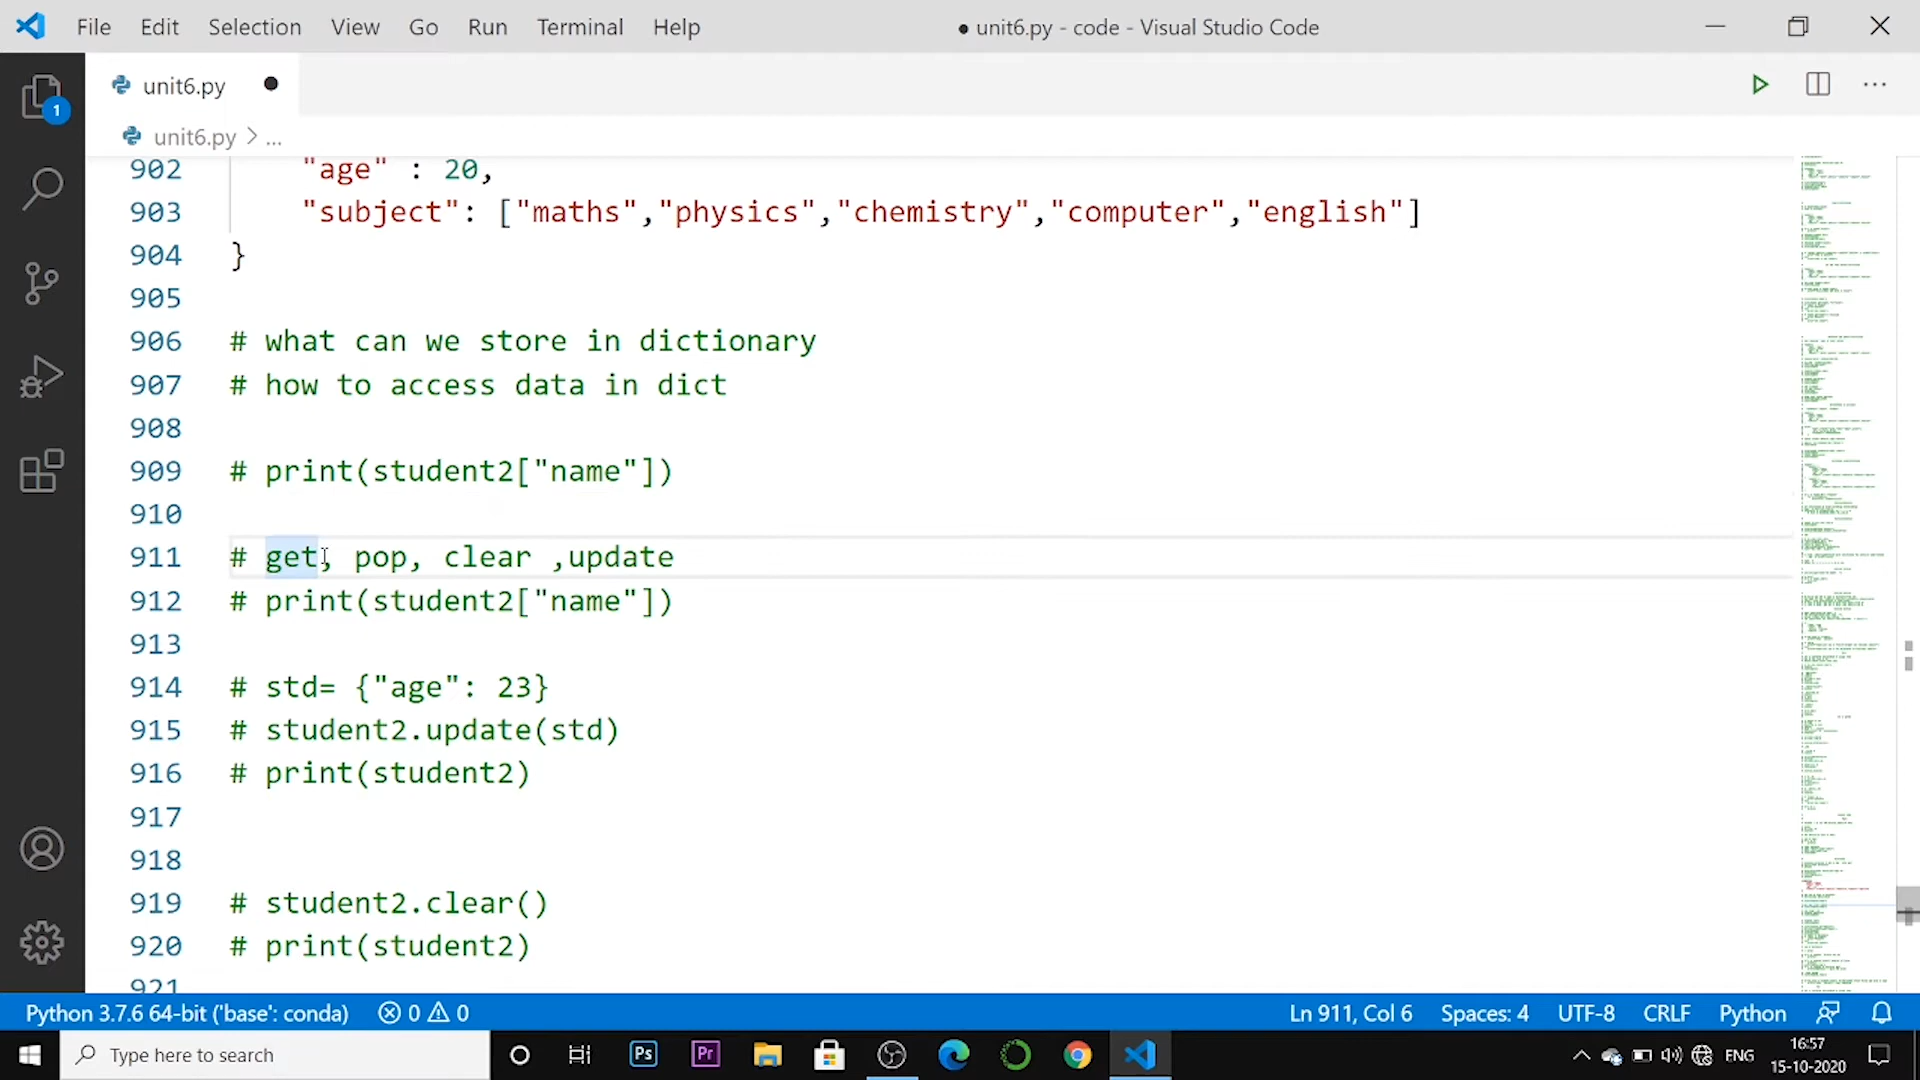 File Edit Selection View Go Run Terminal Help
● unit6.py - code - Visual Studio Code
unit6.py
1
unit6.py > ...
902 "age" : 20,
903 "subject": ["maths","physics","chemistry","computer","english"]
904 }
905
906 # what can we store in dictionary
907 # how to access data in dict
908
909 # print(student2["name"])
910
911 # get, pop, clear ,update
912 # print(student2["name"])
913
914 # std= {"age": 23}
915 # student2.update(std)
916 # print(student2)
917
918
919 # student2.clear()
920 # print(student2)
921
Python 3.7.6 64-bit ('base': conda) 0 0 Ln 911, Col 6 Spaces: 4 UTF-8 CRLF Python
Type here to search
Ps
Pr
ENG
16:57
15-10-2020